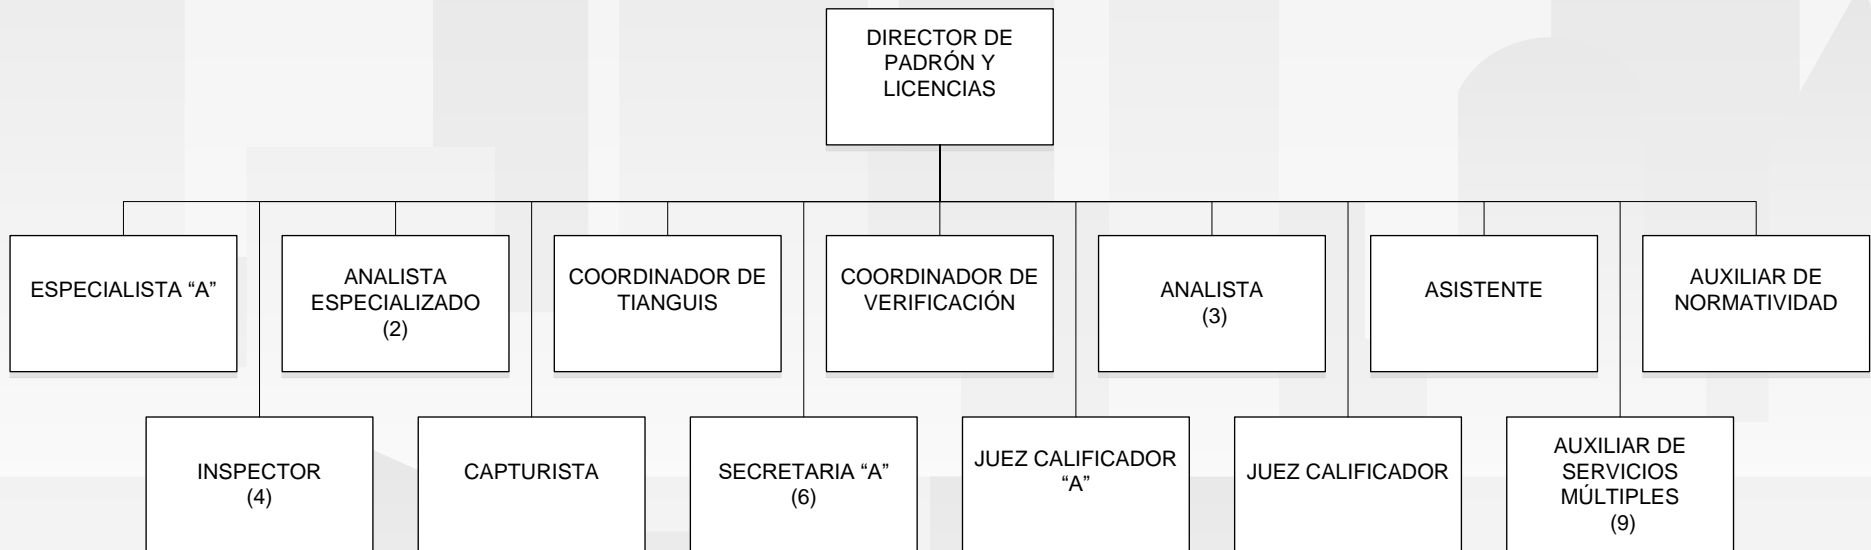 DIRECTOR DE
PADRÓN Y
LICENCIAS
ESPECIALISTA “A”
ANALISTA
ESPECIALIZADO
(2)
COORDINADOR DE
TIANGUIS
COORDINADOR DE
VERIFICACIÓN
ANALISTA
(3)
ASISTENTE
AUXILIAR DE
NORMATIVIDAD
INSPECTOR
(4)
CAPTURISTA
SECRETARIA “A”
(6)
JUEZ CALIFICADOR
“A”
JUEZ CALIFICADOR
AUXILIAR DE
SERVICIOS
MÚLTIPLES
(9)